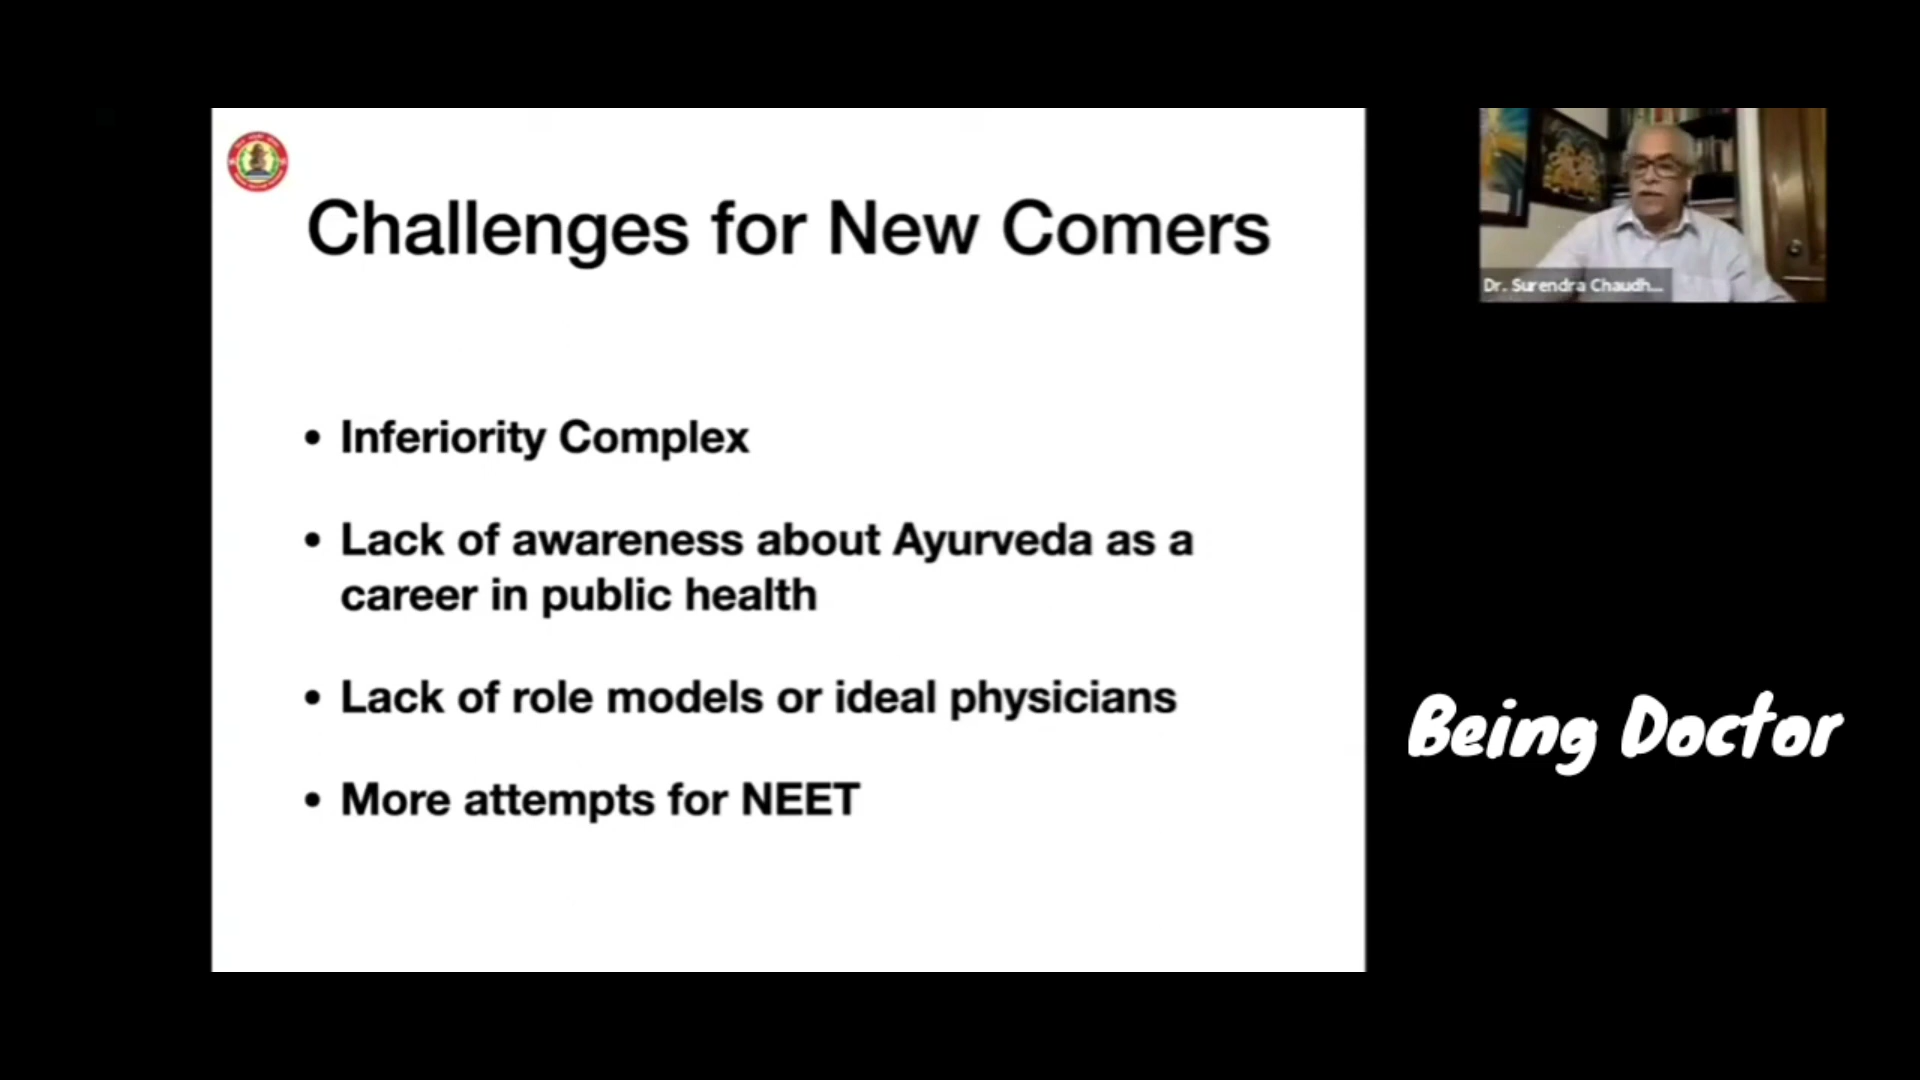 Challenges for New Comers
• Inferiority Complex
• Lack of awareness about Ayurveda as a
career in public health
• Lack of role models or ideal physicians
• More attempts for NEET
Dr. Surendra Chaudh...
Being Doctor